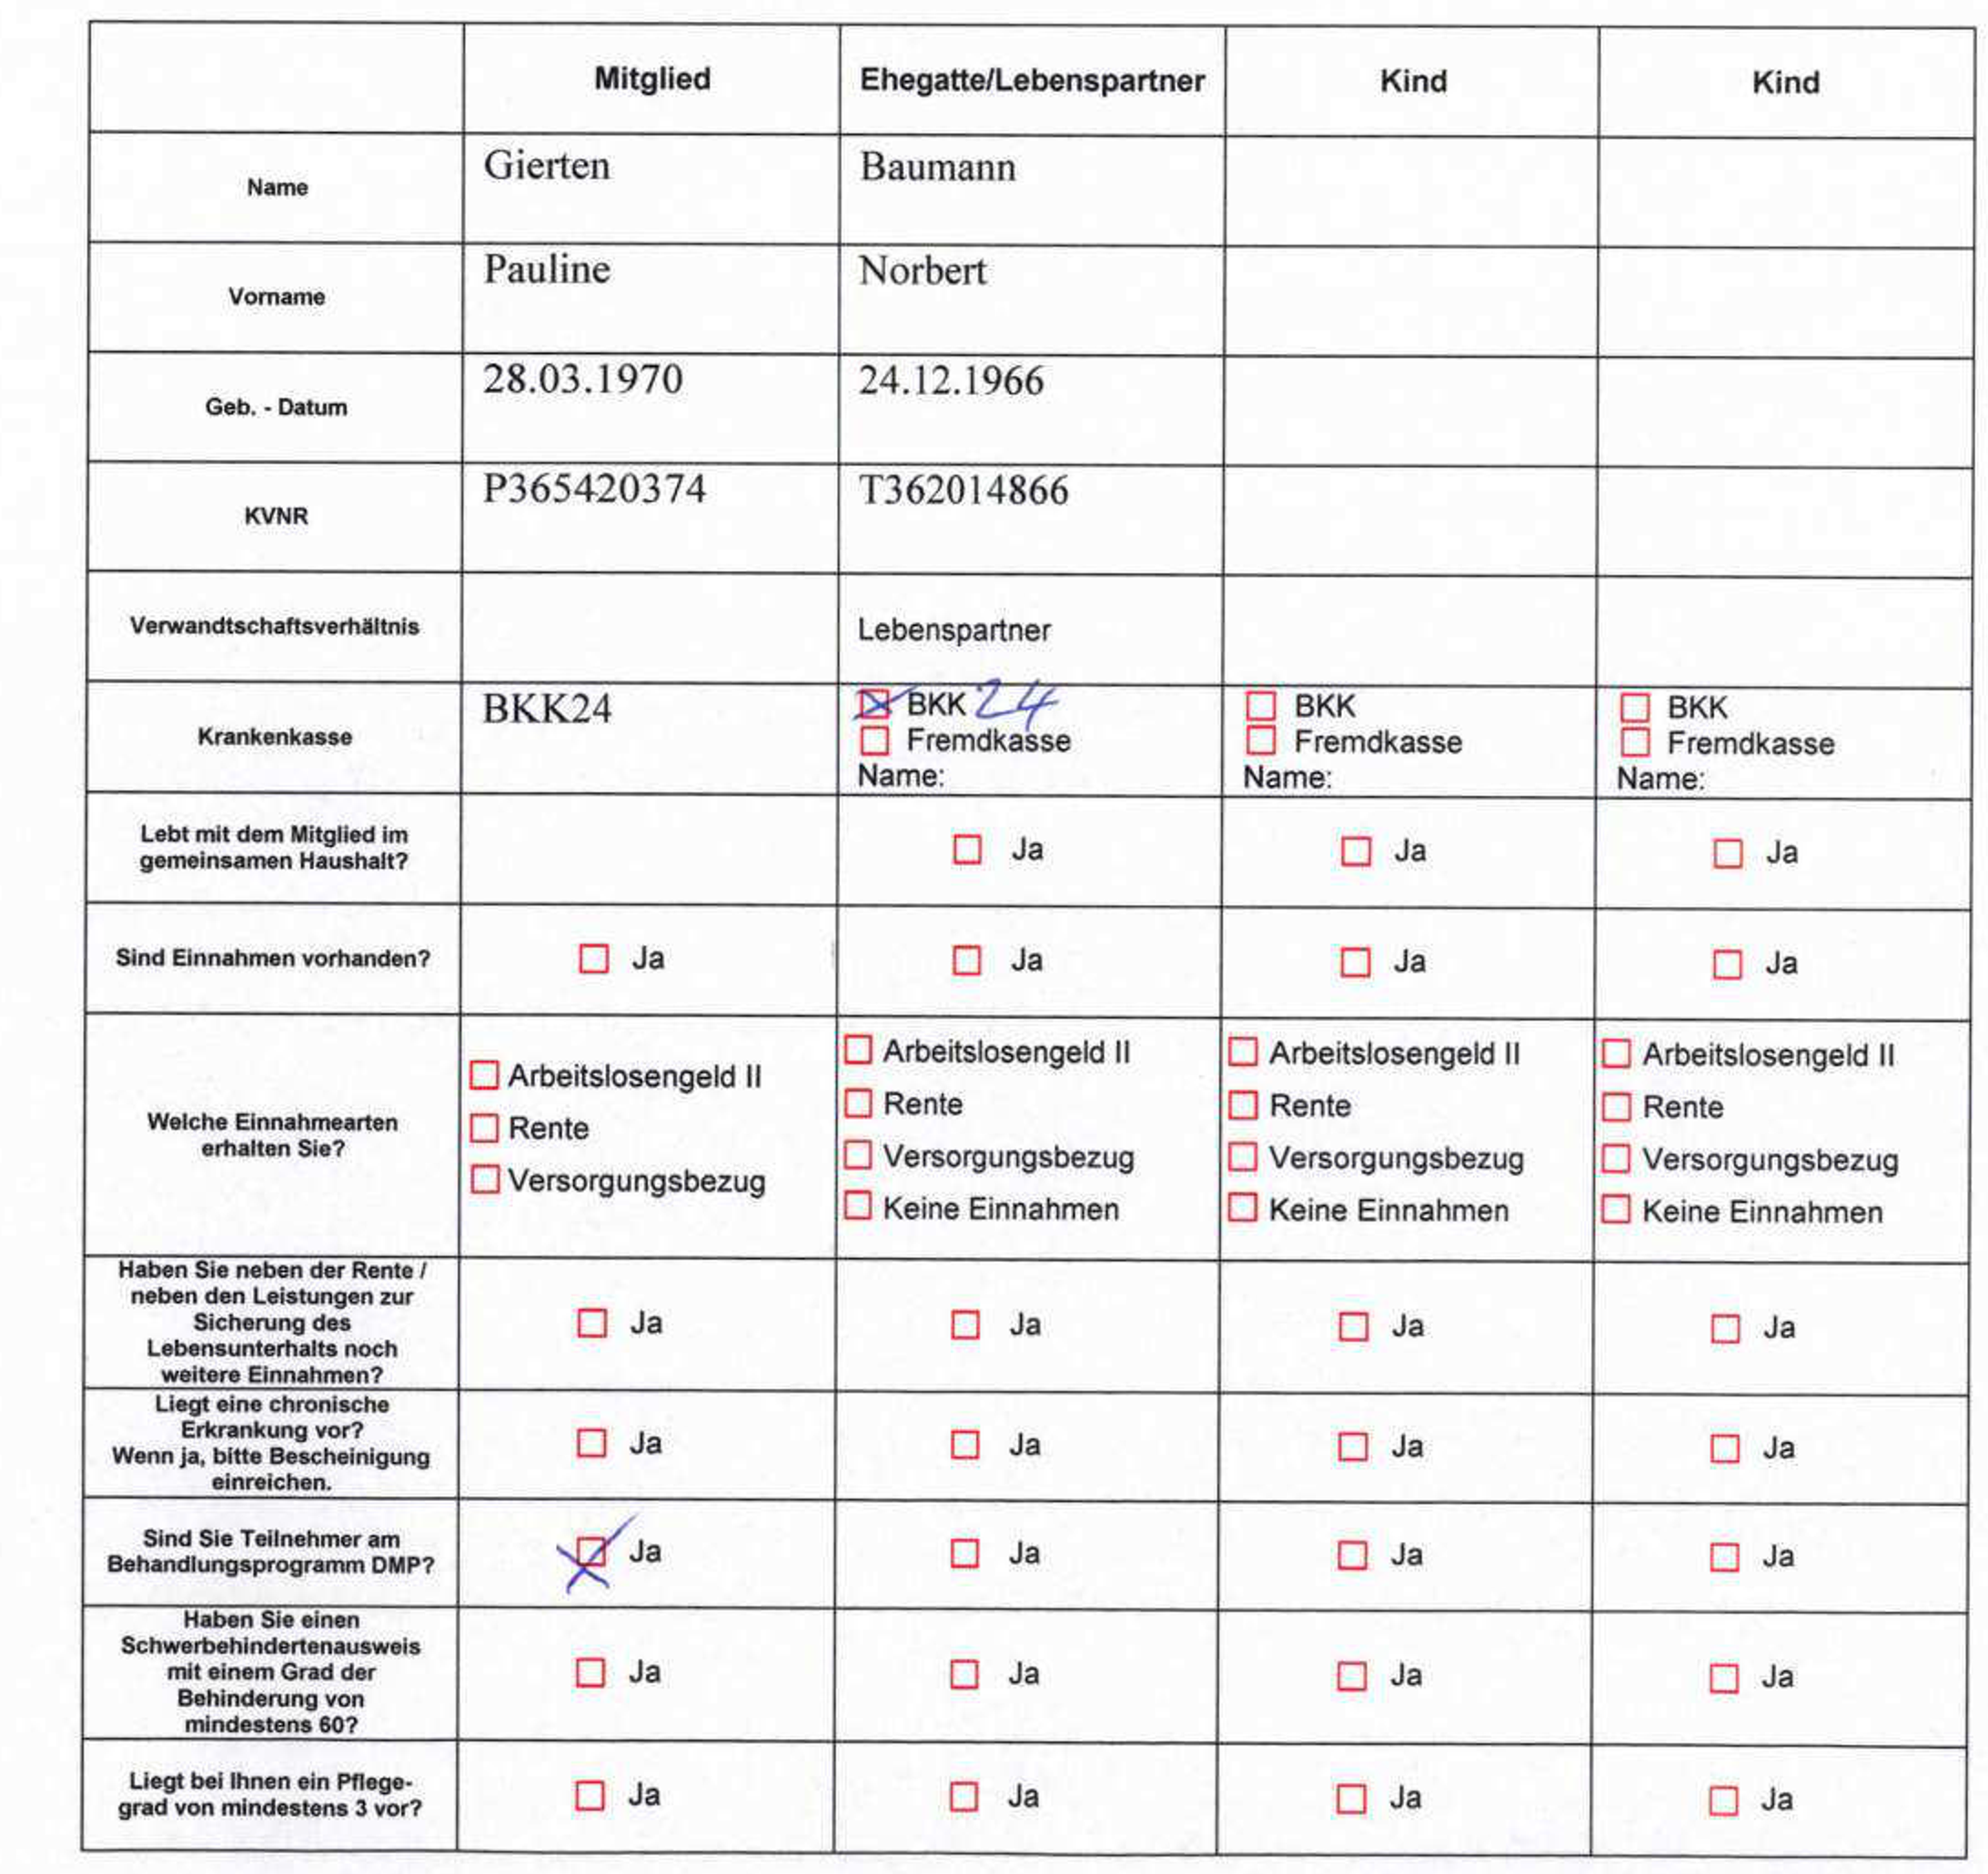 Mitglied Ehegatte/Lebenspartner Kind Kind
Name Gierten Baumann
Vorname Pauline Norbert
Geb. - Datum 28.03.1970 24.12.1966
KVNR P365420374 T362014866
Verwandtschaftsverhältnis Lebenspartner
Krankenkasse BKK24
BKK 24
Fremdkasse
Name:
BKK
Fremdkasse
Name:
BKK
Fremdkasse
Name:
Lebt mit dem Mitglied im
gemeinsamen Haushalt?
Ja Ja Ja
Sind Einnahmen vorhanden? Ja Ja Ja Ja
Welche Einnahmearten
erhalten Sie?
Arbeitslosengeld II
Rente
Versorgungsbezug
Arbeitslosengeld II
Rente
Versorgungsbezug
Keine Einnahmen
Arbeitslosengeld II
Rente
Versorgungsbezug
Keine Einnahmen
Arbeitslosengeld II
Rente
Versorgungsbezug
Keine Einnahmen
Haben Sie neben der Rente /
neben den Leistungen zur
Sicherung des
Lebensunterhalts noch
weitere Einnahmen?
Ja Ja Ja Ja
Liegt eine chronische
Erkrankung vor?
Wenn ja, bitte Bescheinigung
einreichen.
Ja Ja Ja Ja
Sind Sie Teilnehmer am
Behandlungsprogramm DMP?
Ja Ja Ja Ja
Haben Sie einen
Schwerbehindertenausweis
mit einem Grad der
Behinderung von
mindestens 60?
Ja Ja Ja Ja
Liegt bei Ihnen ein Pflege-
grad von mindestens 3 vor?
Ja Ja Ja Ja